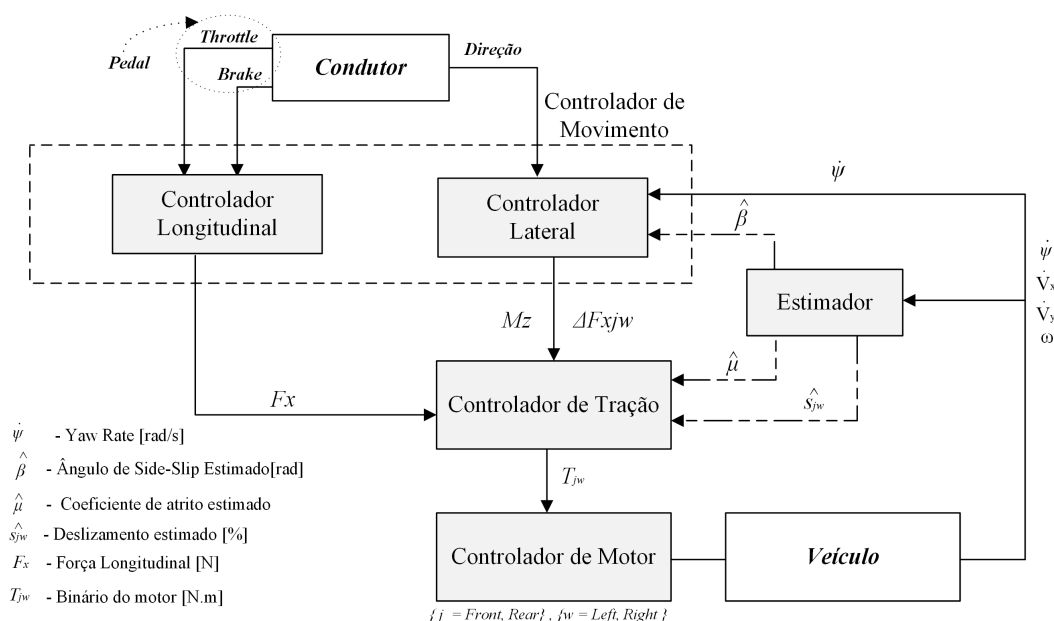 Throttle
Pedal
Brake
Condutor
Direção
Controlador de
Movimento
Controlador
Longitudinal
Controlador
Lateral
ψ̇
β̂
Estimador
ψ̇
V̇x
V̇y
ω
Mz ΔFxjw
μ̂
ŝjw
Fx
Controlador de Tração
Tjw
Controlador de Motor
Veículo
{ j = Front, Rear} , {w = Left, Right }
ψ̇ - Yaw Rate [rad/s]
β̂ - Ângulo de Side-Slip Estimado[rad]
μ̂ - Coeficiente de atrito estimado
ŝjw - Deslizamento estimado [%]
Fx - Força Longitudinal [N]
Tjw - Binário do motor [N.m]